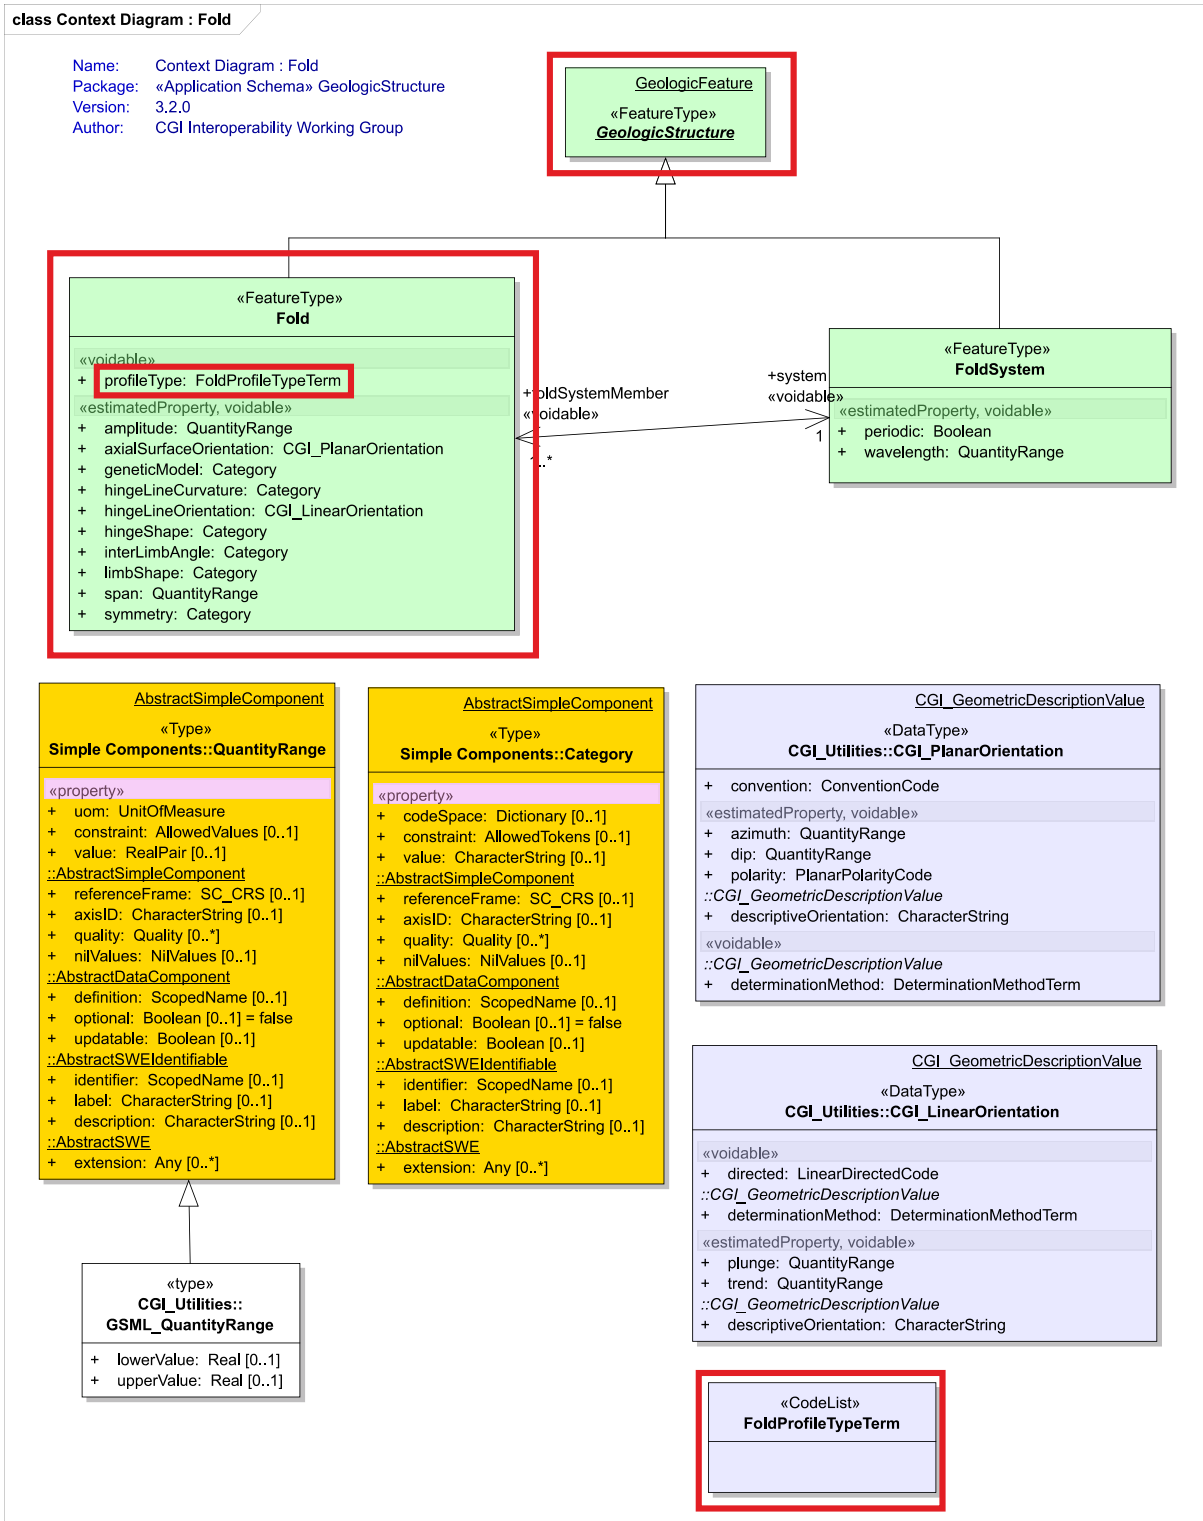 class Context Diagram : Fold
Name: Context Diagram : Fold
Package: «Application Schema» GeologicStructure
Version: 3.2.0
Author: CGI Interoperability Working Group
GeologicFeature
«FeatureType»
GeologicStructure
«FeatureType»
Fold
«voidable»
+ profileType: FoldProfileTypeTerm
«estimatedProperty, voidable»
+ amplitude: QuantityRange
+ axialSurfaceOrientation: CGI_PlanarOrientation
+ geneticModel: Category
+ hingeLineCurvature: Category
+ hingeLineOrientation: CGI_LinearOrientation
+ hingeShape: Category
+ interLimbAngle: Category
+ limbShape: Category
+ span: QuantityRange
+ symmetry: Category
+foldSystemMember
«voidable»
1..*
+system
«voidable»
1
«FeatureType»
FoldSystem
«estimatedProperty, voidable»
+ periodic: Boolean
+ wavelength: QuantityRange
AbstractSimpleComponent
«Type»
Simple Components::QuantityRange
«property»
+ uom: UnitOfMeasure
+ constraint: AllowedValues [0..1]
+ value: RealPair [0..1]
::AbstractSimpleComponent
+ referenceFrame: SC_CRS [0..1]
+ axisID: CharacterString [0..1]
+ quality: Quality [0..*]
+ nilValues: NilValues [0..1]
::AbstractDataComponent
+ definition: ScopedName [0..1]
+ optional: Boolean [0..1] = false
+ updatable: Boolean [0..1]
::AbstractSWEIdentifiable
+ identifier: ScopedName [0..1]
+ label: CharacterString [0..1]
+ description: CharacterString [0..1]
::AbstractSWE
+ extension: Any [0..*]
AbstractSimpleComponent
«Type»
Simple Components::Category
«property»
+ codeSpace: Dictionary [0..1]
+ constraint: AllowedTokens [0..1]
+ value: CharacterString [0..1]
::AbstractSimpleComponent
+ referenceFrame: SC_CRS [0..1]
+ axisID: CharacterString [0..1]
+ quality: Quality [0..*]
+ nilValues: NilValues [0..1]
::AbstractDataComponent
+ definition: ScopedName [0..1]
+ optional: Boolean [0..1] = false
+ updatable: Boolean [0..1]
::AbstractSWEIdentifiable
+ identifier: ScopedName [0..1]
+ label: CharacterString [0..1]
+ description: CharacterString [0..1]
::AbstractSWE
+ extension: Any [0..*]
CGI_GeometricDescriptionValue
«DataType»
CGI_Utilities::CGI_PlanarOrientation
+ convention: ConventionCode
«estimatedProperty, voidable»
+ azimuth: QuantityRange
+ dip: QuantityRange
+ polarity: PlanarPolarityCode
::CGI_GeometricDescriptionValue
+ descriptiveOrientation: CharacterString
«voidable»
::CGI_GeometricDescriptionValue
+ determinationMethod: DeterminationMethodTerm
CGI_GeometricDescriptionValue
«DataType»
CGI_Utilities::CGI_LinearOrientation
«voidable»
+ directed: LinearDirectedCode
::CGI_GeometricDescriptionValue
+ determinationMethod: DeterminationMethodTerm
«estimatedProperty, voidable»
+ plunge: QuantityRange
+ trend: QuantityRange
::CGI_GeometricDescriptionValue
+ descriptiveOrientation: CharacterString
«type»
CGI_Utilities::
GSML_QuantityRange
+ lowerValue: Real [0..1]
+ upperValue: Real [0..1]
«CodeList»
FoldProfileTypeTerm